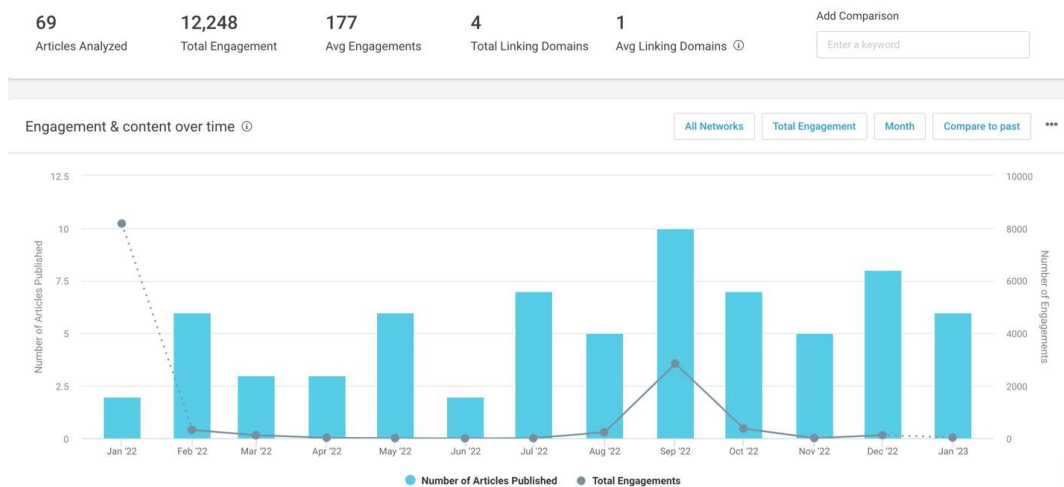 69
Articles Analyzed
12,248
Total Engagement
177
Avg Engagements
4
Total Linking Domains
1
Avg Linking Domains
Add Comparison
Enter a keyword
Engagement & content over time
All Networks
Total Engagement
Month
Compare to past
Number of Articles Published
12.5
10
7.5
5
2.5
0
10000
8000
6000
4000
2000
0
Number of Engagements
Jan '22 Feb '22 Mar '22 Apr '22 May '22 Jun '22 Jul '22 Aug '22 Sep '22 Oct '22 Nov '22 Dec '22 Jan '23
Number of Articles Published Total Engagements